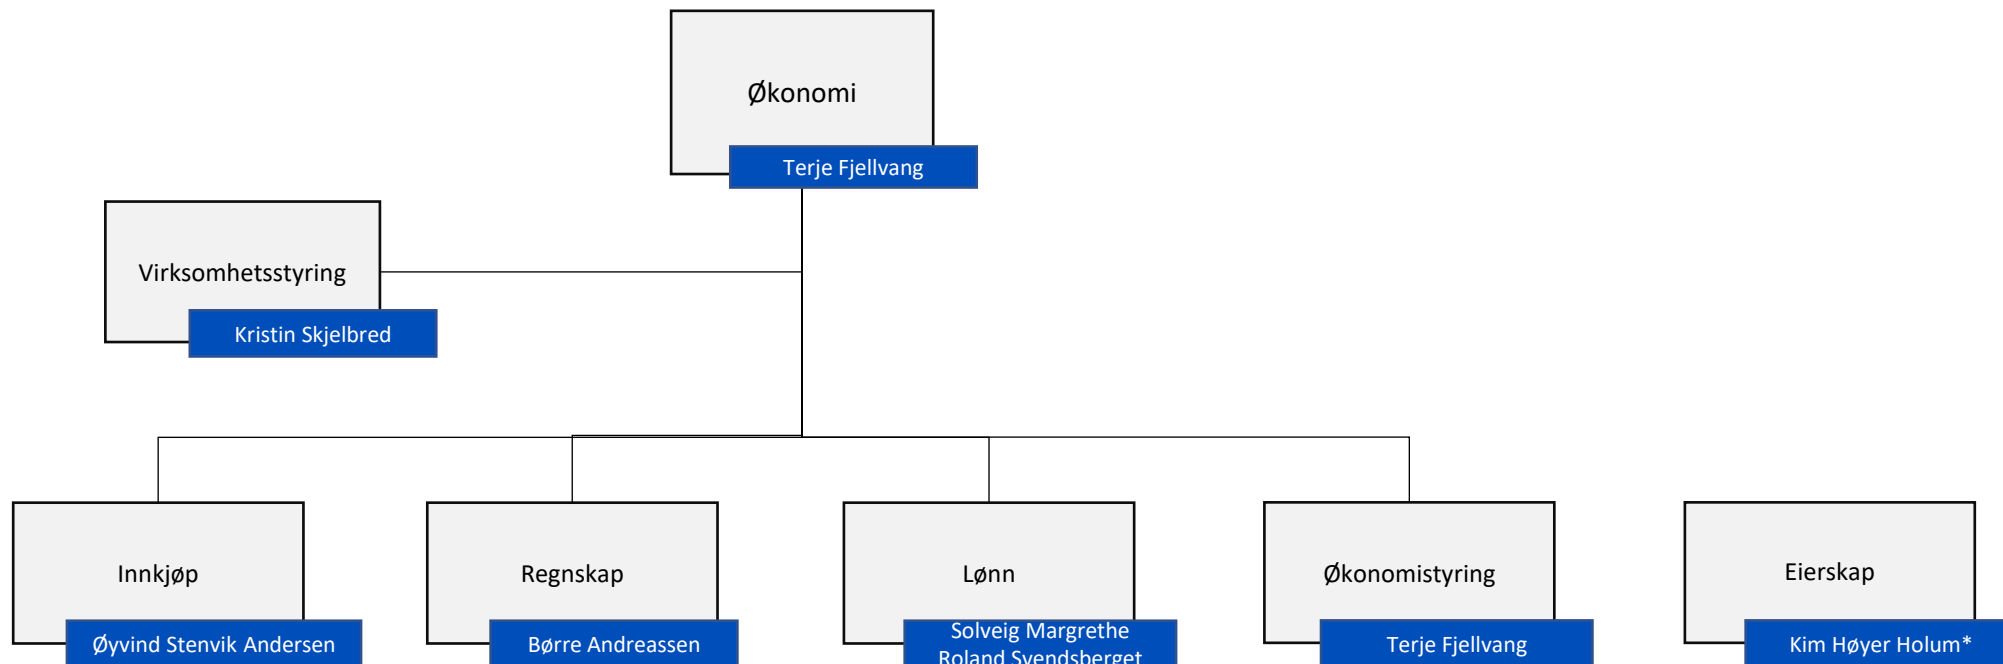 Økonomi
Terje Fjellvang
Virksomhetsstyring
Kristin Skjelbred
Innkjøp
Øyvind Stenvik Andersen
Regnskap
Børre Andreassen
Lønn
Solveig Margrethe
Roland Svendsberget
Økonomistyring
Terje Fjellvang
Eierskap
Kim Høyer Holum*